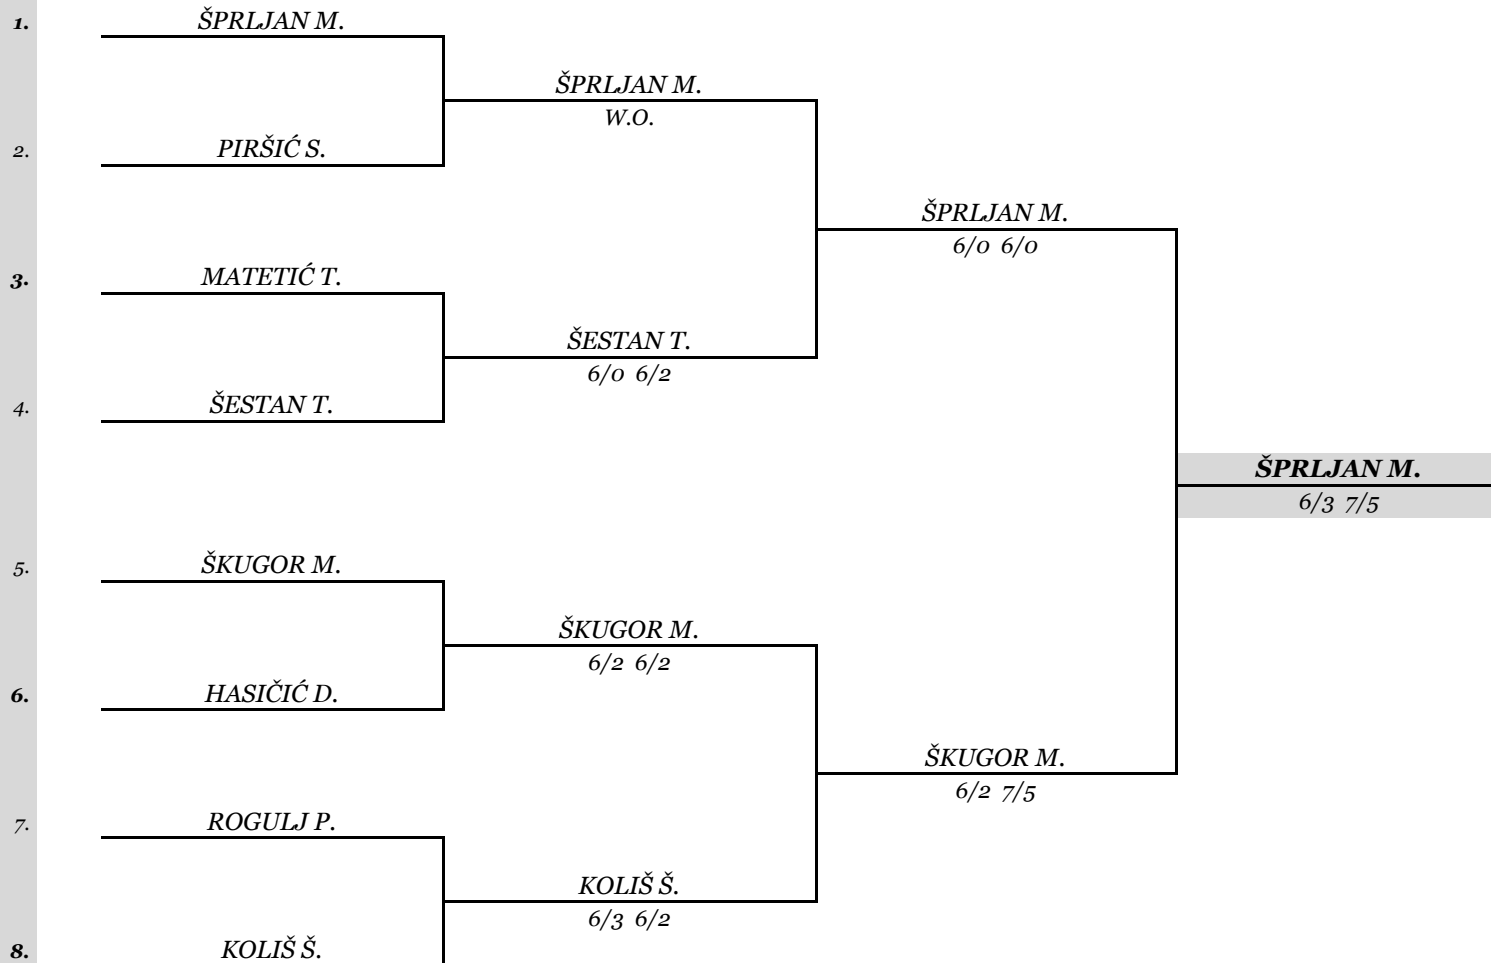 1. ŠPRLJAN M.
ŠPRLJAN M.
W.O.
2. PIRŠIĆ S.
ŠPRLJAN M.
6/0 6/0
3. MATETIĆ T.
ŠESTAN T.
6/0 6/2
4. ŠESTAN T.
ŠPRLJAN M.
6/3 7/5
5. ŠKUGOR M.
ŠKUGOR M.
6/2 6/2
6. HASIČIĆ D.
ŠKUGOR M.
6/2 7/5
7. ROGULJ P.
KOLIŠ Š.
6/3 6/2
8. KOLIŠ Š.